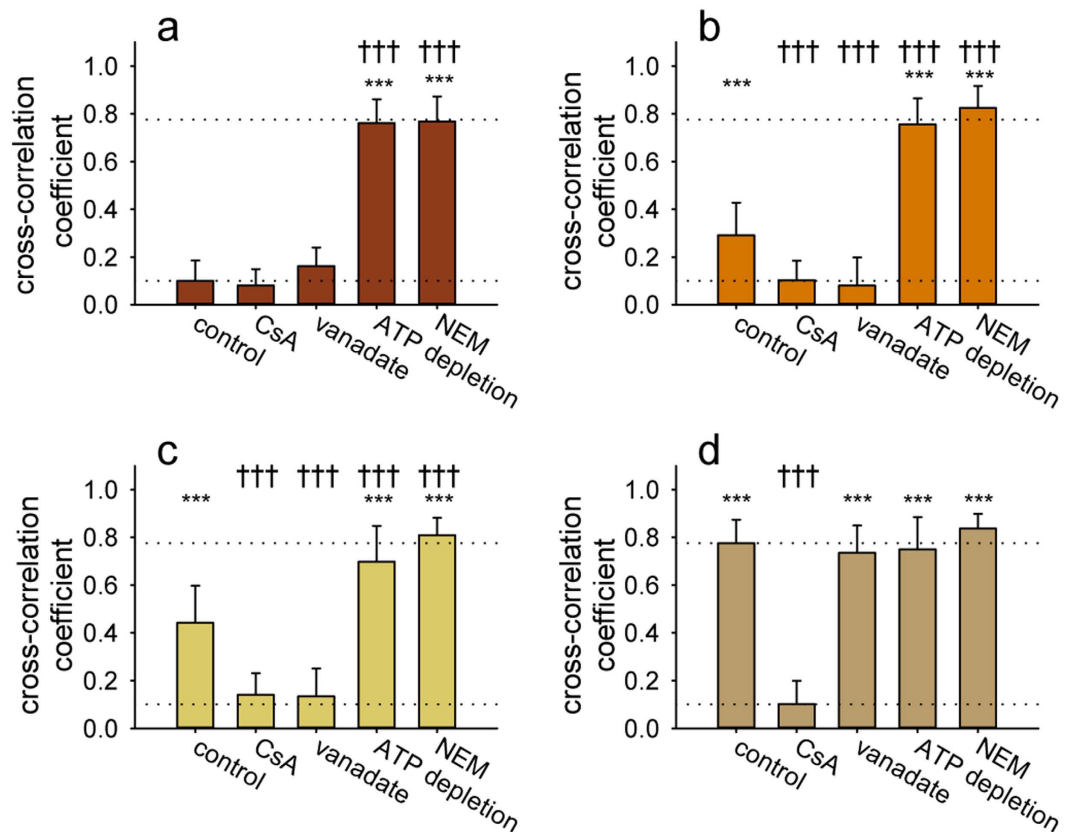 a
††† †††
*** ***
cross-correlation
coefficient
1.0
0.8
0.6
0.4
0.2
0.0
control
CsA
vanadate
ATP depletion
NEM
b
††† ††† ††† †††
*** *** ***
cross-correlation
coefficient
1.0
0.8
0.6
0.4
0.2
0.0
control
CsA
vanadate
ATP depletion
NEM
c
††† ††† ††† †††
*** *** ***
cross-correlation
coefficient
1.0
0.8
0.6
0.4
0.2
0.0
control
CsA
vanadate
ATP depletion
NEM
d
†††
*** *** *** ***
cross-correlation
coefficient
1.0
0.8
0.6
0.4
0.2
0.0
control
CsA
vanadate
ATP depletion
NEM